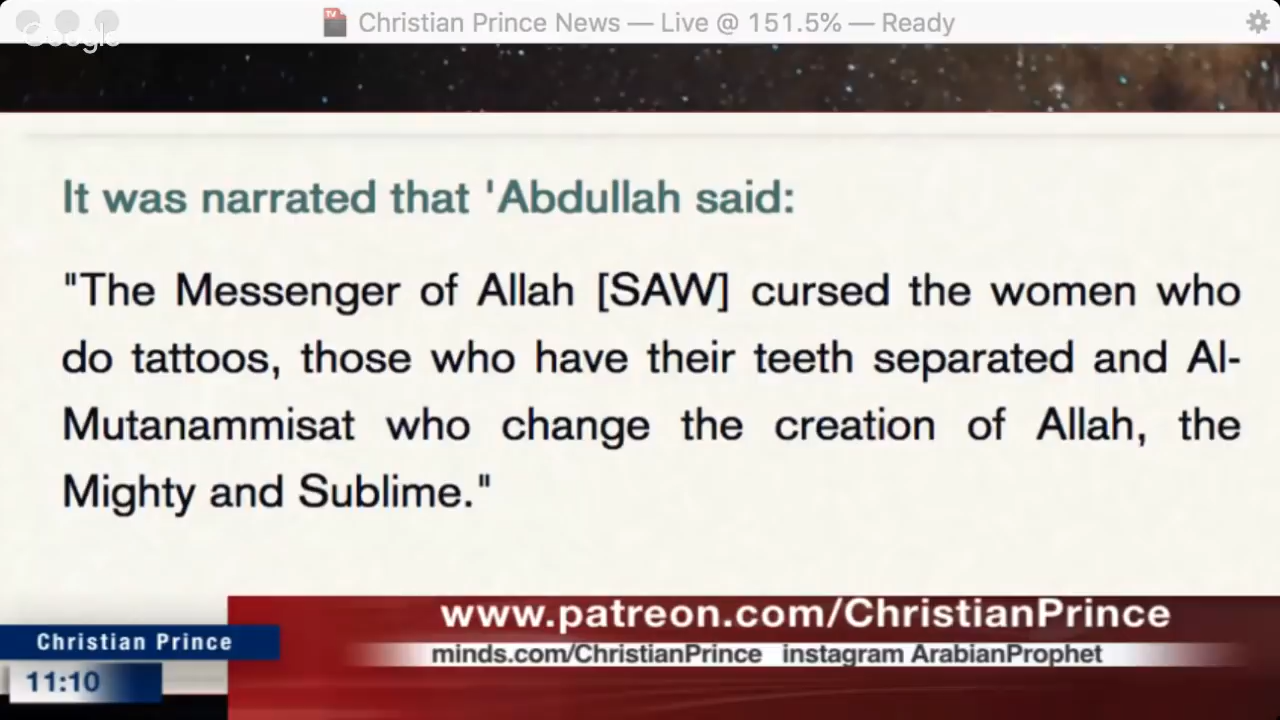 Christian Prince News — Live @ 151.5% — Ready
Google
TV
It was narrated that 'Abdullah said:
"The Messenger of Allah [SAW] cursed the women who
do tattoos, those who have their teeth separated and Al-
Mutanammisat who change the creation of Allah, the
Mighty and Sublime."
www.patreon.com/ChristianPrince
Christian Prince
minds.com/ChristianPrince instagram ArabianProphet
11:10